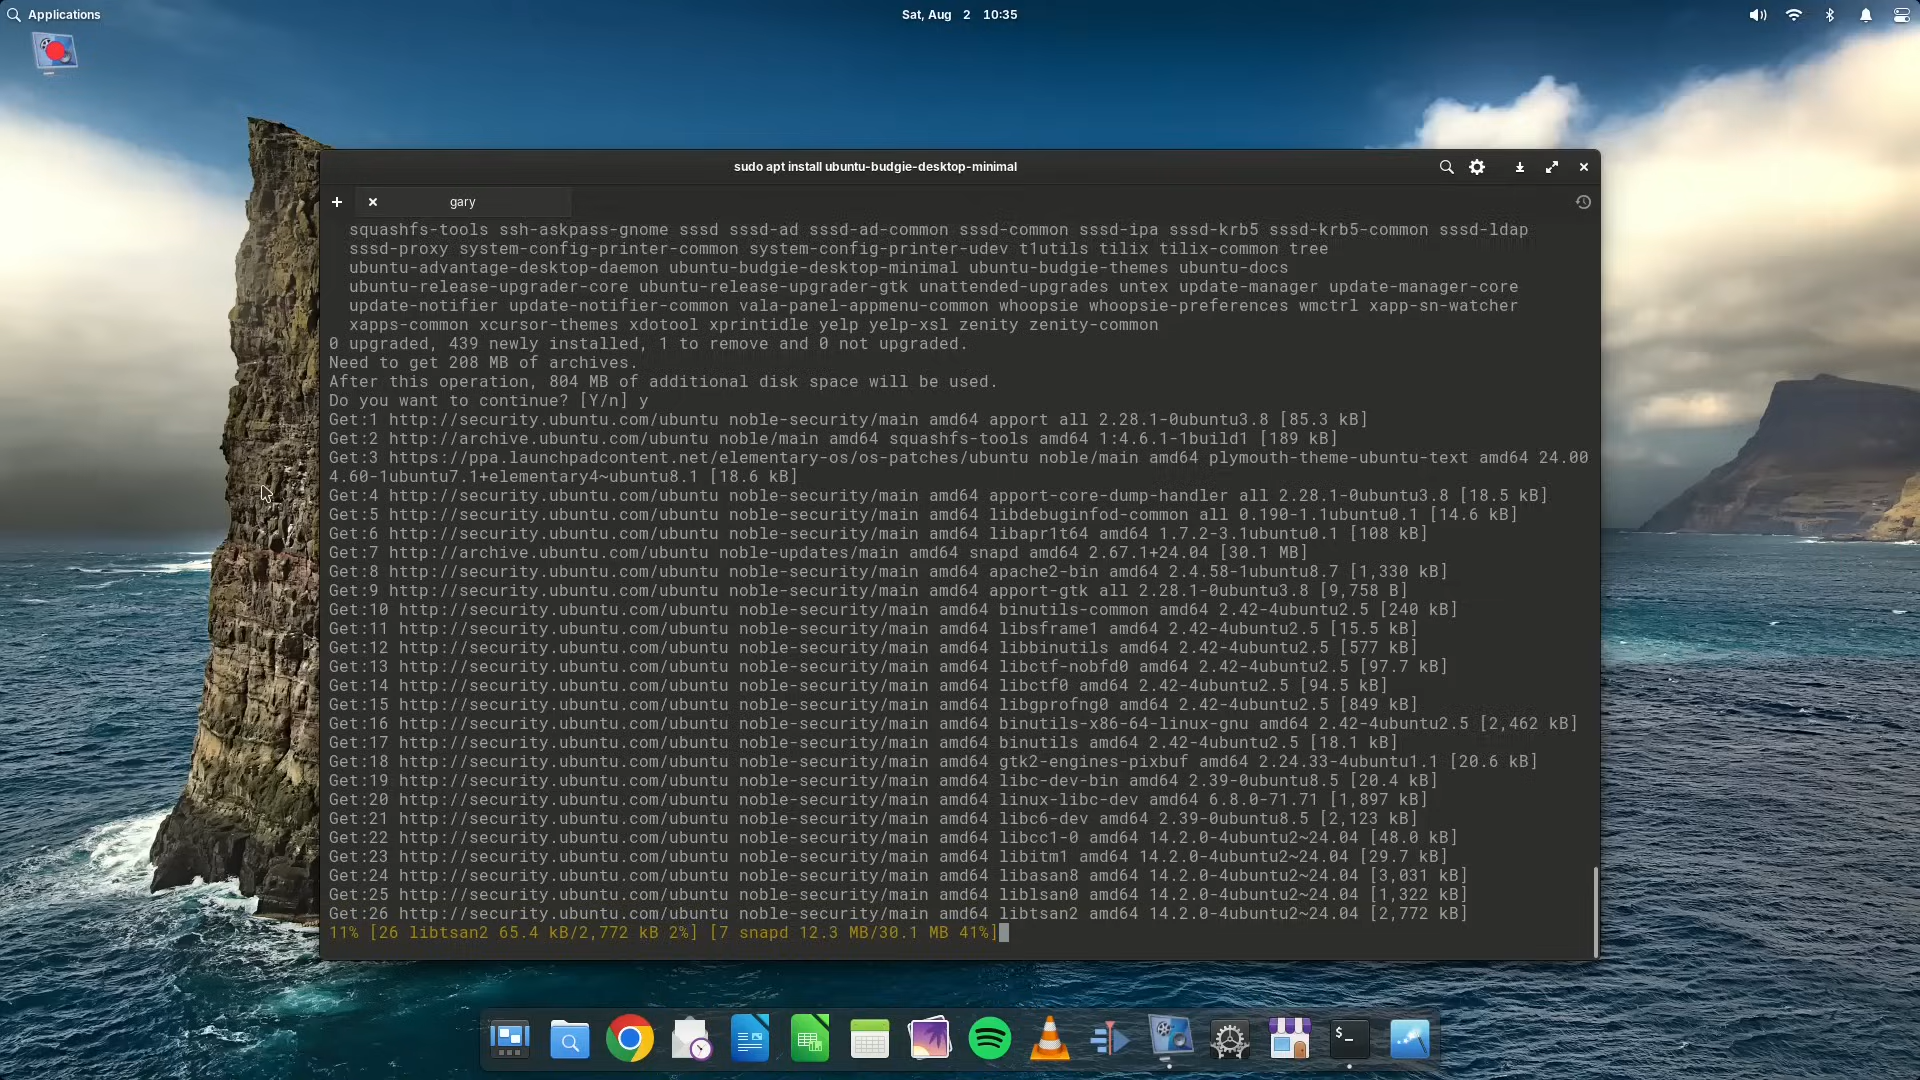 Applications
Sat, Aug 2 10:35
sudo apt install ubuntu-budgie-desktop-minimal
gary
squashfs-tools ssh-askpass-gnome sssd sssd-ad sssd-ad-common sssd-common sssd-ipa sssd-krb5 sssd-krb5-common sssd-ldap
sssd-proxy system-config-printer-common system-config-printer-udev t1utils tilix tilix-common tree
ubuntu-advantage-desktop-daemon ubuntu-budgie-desktop-minimal ubuntu-budgie-themes ubuntu-docs
ubuntu-release-upgrader-core ubuntu-release-upgrader-gtk unattended-upgrades untex update-manager update-manager-core
update-notifier update-notifier-common vala-panel-appmenu-common whoopsie whoopsie-preferences wmctrl xapp-sn-watcher
xapps-common xcursor-themes xdotool xprintidle yelp yelp-xsl zenity zenity-common
0 upgraded, 439 newly installed, 1 to remove and 0 not upgraded.
Need to get 208 MB of archives.
After this operation, 804 MB of additional disk space will be used.
Do you want to continue? [Y/n] y
Get:1 http://security.ubuntu.com/ubuntu noble-security/main amd64 apport all 2.28.1-0ubuntu3.8 [85.3 kB]
Get:2 http://archive.ubuntu.com/ubuntu noble/main amd64 squashfs-tools amd64 1:4.6.1-1build1 [189 kB]
Get:3 https://ppa.launchpadcontent.net/elementary-os/os-patches/ubuntu noble/main amd64 plymouth-theme-ubuntu-text amd64 24.00
4.60-1ubuntu7.1+elementary4~ubuntu8.1 [18.6 kB]
Get:4 http://security.ubuntu.com/ubuntu noble-security/main amd64 apport-core-dump-handler all 2.28.1-0ubuntu3.8 [18.5 kB]
Get:5 http://security.ubuntu.com/ubuntu noble-security/main amd64 libdebuginfod-common all 0.190-1.1ubuntu0.1 [14.6 kB]
Get:6 http://security.ubuntu.com/ubuntu noble-security/main amd64 libapr1t64 amd64 1.7.2-3.1ubuntu0.1 [108 kB]
Get:7 http://archive.ubuntu.com/ubuntu noble-updates/main amd64 snapd amd64 2.67.1+24.04 [30.1 MB]
Get:8 http://security.ubuntu.com/ubuntu noble-security/main amd64 apache2-bin amd64 2.4.58-1ubuntu8.7 [1,330 kB]
Get:9 http://security.ubuntu.com/ubuntu noble-security/main amd64 apport-gtk all 2.28.1-0ubuntu3.8 [9,758 B]
Get:10 http://security.ubuntu.com/ubuntu noble-security/main amd64 binutils-common amd64 2.42-4ubuntu2.5 [240 kB]
Get:11 http://security.ubuntu.com/ubuntu noble-security/main amd64 libsframe1 amd64 2.42-4ubuntu2.5 [15.5 kB]
Get:12 http://security.ubuntu.com/ubuntu noble-security/main amd64 libbinutils amd64 2.42-4ubuntu2.5 [577 kB]
Get:13 http://security.ubuntu.com/ubuntu noble-security/main amd64 libctf-nobfd0 amd64 2.42-4ubuntu2.5 [97.7 kB]
Get:14 http://security.ubuntu.com/ubuntu noble-security/main amd64 libctf0 amd64 2.42-4ubuntu2.5 [94.5 kB]
Get:15 http://security.ubuntu.com/ubuntu noble-security/main amd64 libgprofng0 amd64 2.42-4ubuntu2.5 [849 kB]
Get:16 http://security.ubuntu.com/ubuntu noble-security/main amd64 binutils-x86-64-linux-gnu amd64 2.42-4ubuntu2.5 [2,462 kB]
Get:17 http://security.ubuntu.com/ubuntu noble-security/main amd64 binutils amd64 2.42-4ubuntu2.5 [18.1 kB]
Get:18 http://security.ubuntu.com/ubuntu noble-security/main amd64 gtk2-engines-pixbuf amd64 2.24.33-4ubuntu1.1 [20.6 kB]
Get:19 http://security.ubuntu.com/ubuntu noble-security/main amd64 libc-dev-bin amd64 2.39-0ubuntu8.5 [20.4 kB]
Get:20 http://security.ubuntu.com/ubuntu noble-security/main amd64 linux-libc-dev amd64 6.8.0-71.71 [1,897 kB]
Get:21 http://security.ubuntu.com/ubuntu noble-security/main amd64 libc6-dev amd64 2.39-0ubuntu8.5 [2,123 kB]
Get:22 http://security.ubuntu.com/ubuntu noble-security/main amd64 libcc1-0 amd64 14.2.0-4ubuntu2~24.04 [48.0 kB]
Get:23 http://security.ubuntu.com/ubuntu noble-security/main amd64 libitm1 amd64 14.2.0-4ubuntu2~24.04 [29.7 kB]
Get:24 http://security.ubuntu.com/ubuntu noble-security/main amd64 libasan8 amd64 14.2.0-4ubuntu2~24.04 [3,031 kB]
Get:25 http://security.ubuntu.com/ubuntu noble-security/main amd64 liblsan0 amd64 14.2.0-4ubuntu2~24.04 [1,322 kB]
Get:26 http://security.ubuntu.com/ubuntu noble-security/main amd64 libtsan2 amd64 14.2.0-4ubuntu2~24.04 [2,772 kB]
11% [26 libtsan2 65.4 kB/2,772 kB 2%] [7 snapd 12.3 MB/30.1 MB 41%]